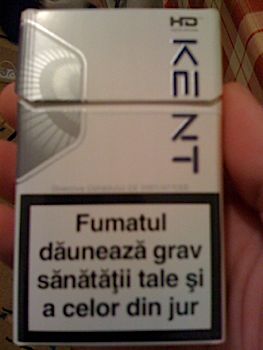 HD
KENT
Fumatul
dăunează grav
sănătăţii tale şi
a celor din jur